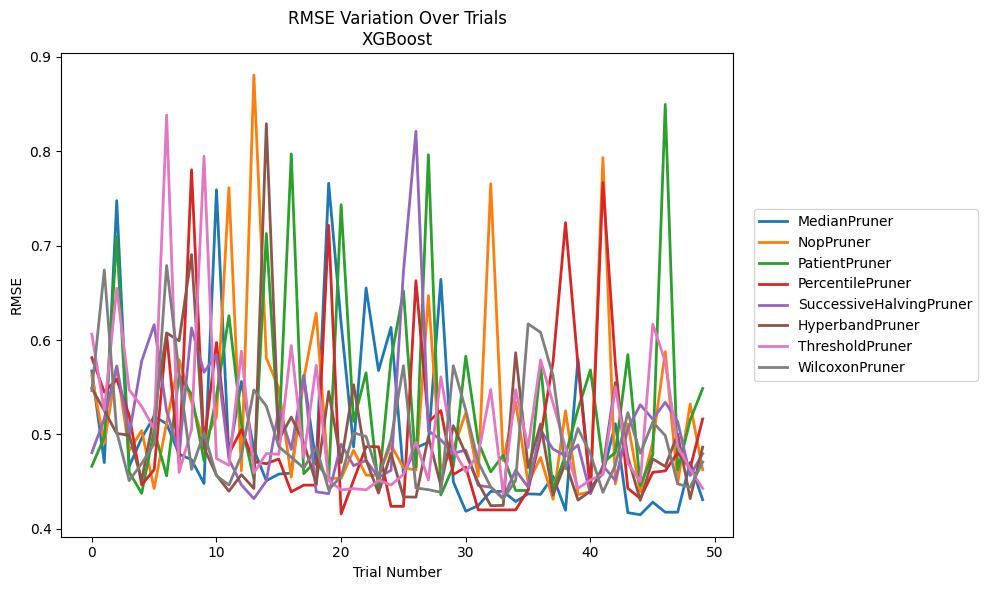 RMSE Variation Over Trials
XGBoost
0.9
0.8
0.7
0.6
0.5
0.4
RMSE
0
10
20
30
40
50
Trial Number
MedianPruner
NopPruner
PatientPruner
PercentilePruner
SuccessiveHalvingPruner
HyperbandPruner
ThresholdPruner
WilcoxonPruner